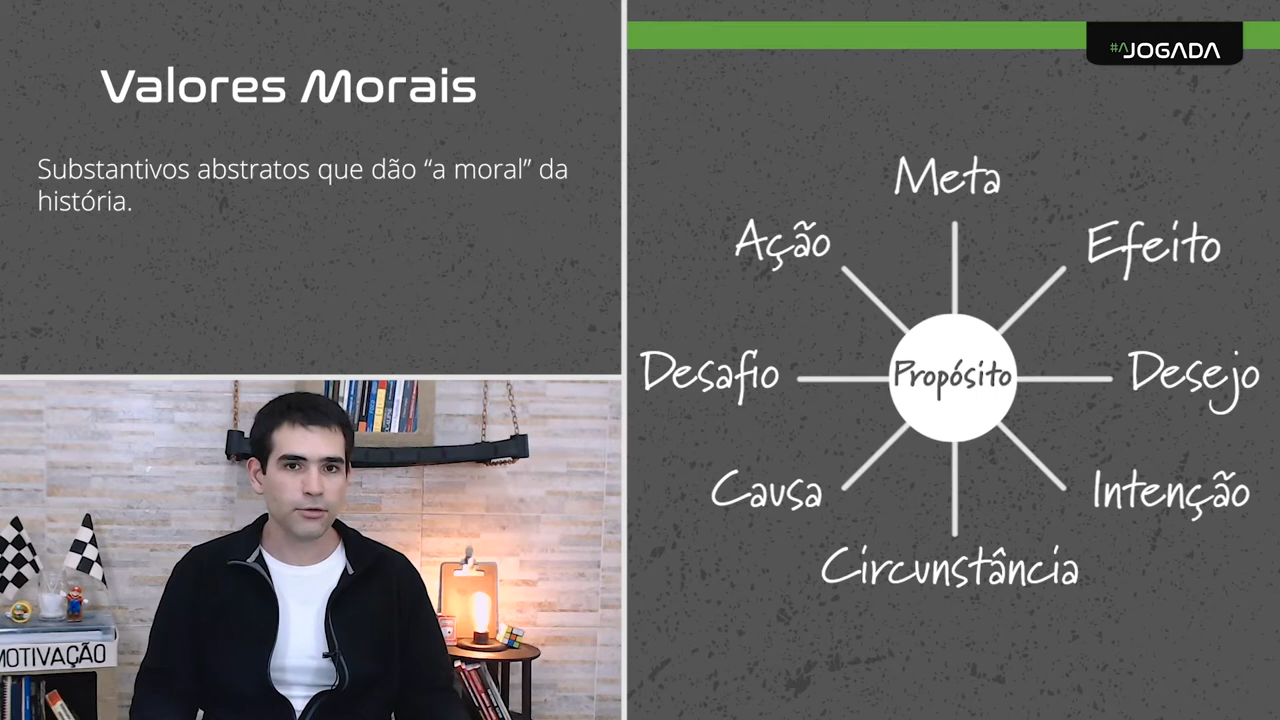 Valores Morais
Substantivos abstratos que dão “a moral” da
história.
MOTIVAÇÃO
#AJOGADA
Meta
Ação
Efeito
Desafio
Propósito
Desejo
Causa
Intenção
Circunstância